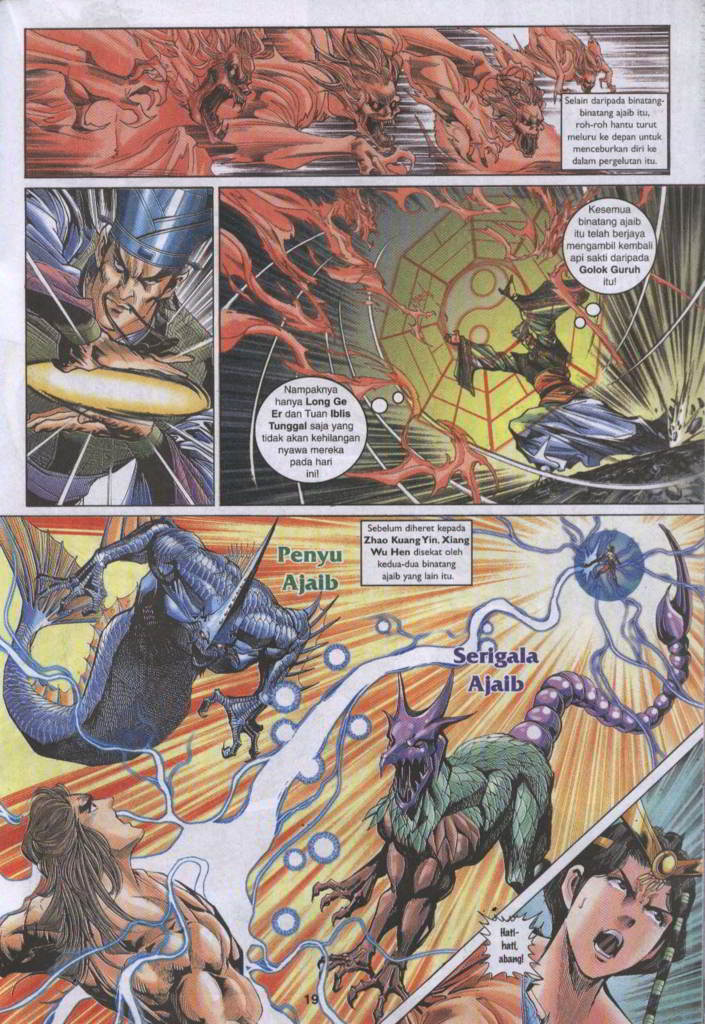 Selain daripada binatang-
binatang ajaib itu,
roh-roh hantu turut
meluru ke depan untuk
menceburkan diri ke
dalam pergelutan itu.
Kesemua
binatang ajaib
itu telah berjaya
mengambil kembali
api sakti daripada
Golok Guruh
itu!
Nampaknya
hanya Long Ge
Er dan Tuan Iblis
Tunggal saja yang
tidak akan kehilangan
nyawa mereka
pada hari
ini!
Penyu
Ajaib
Sebelum diheret kepada
Zhao Kuang Yin, Xiang
Wu Hen disekat oleh
kedua-dua binatang
ajaib yang lain itu.
Serigala
Ajaib
Hati-
hati,
abang!
19